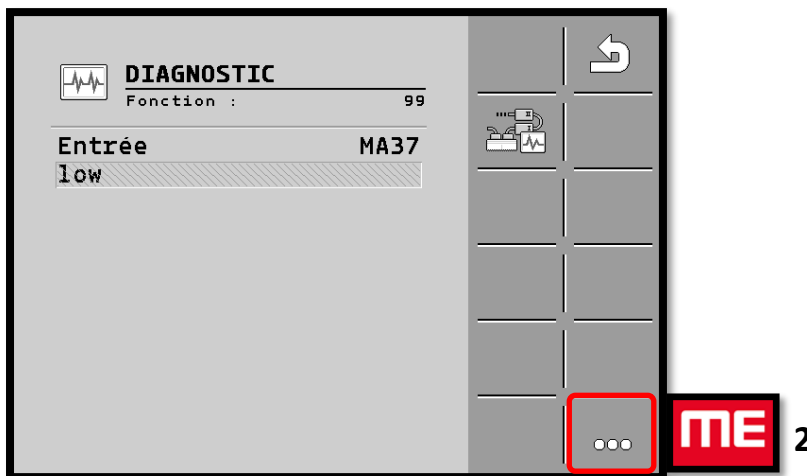 DIAGNOSTIC
Fonction : 99
Entrée MA37
low
ME 2